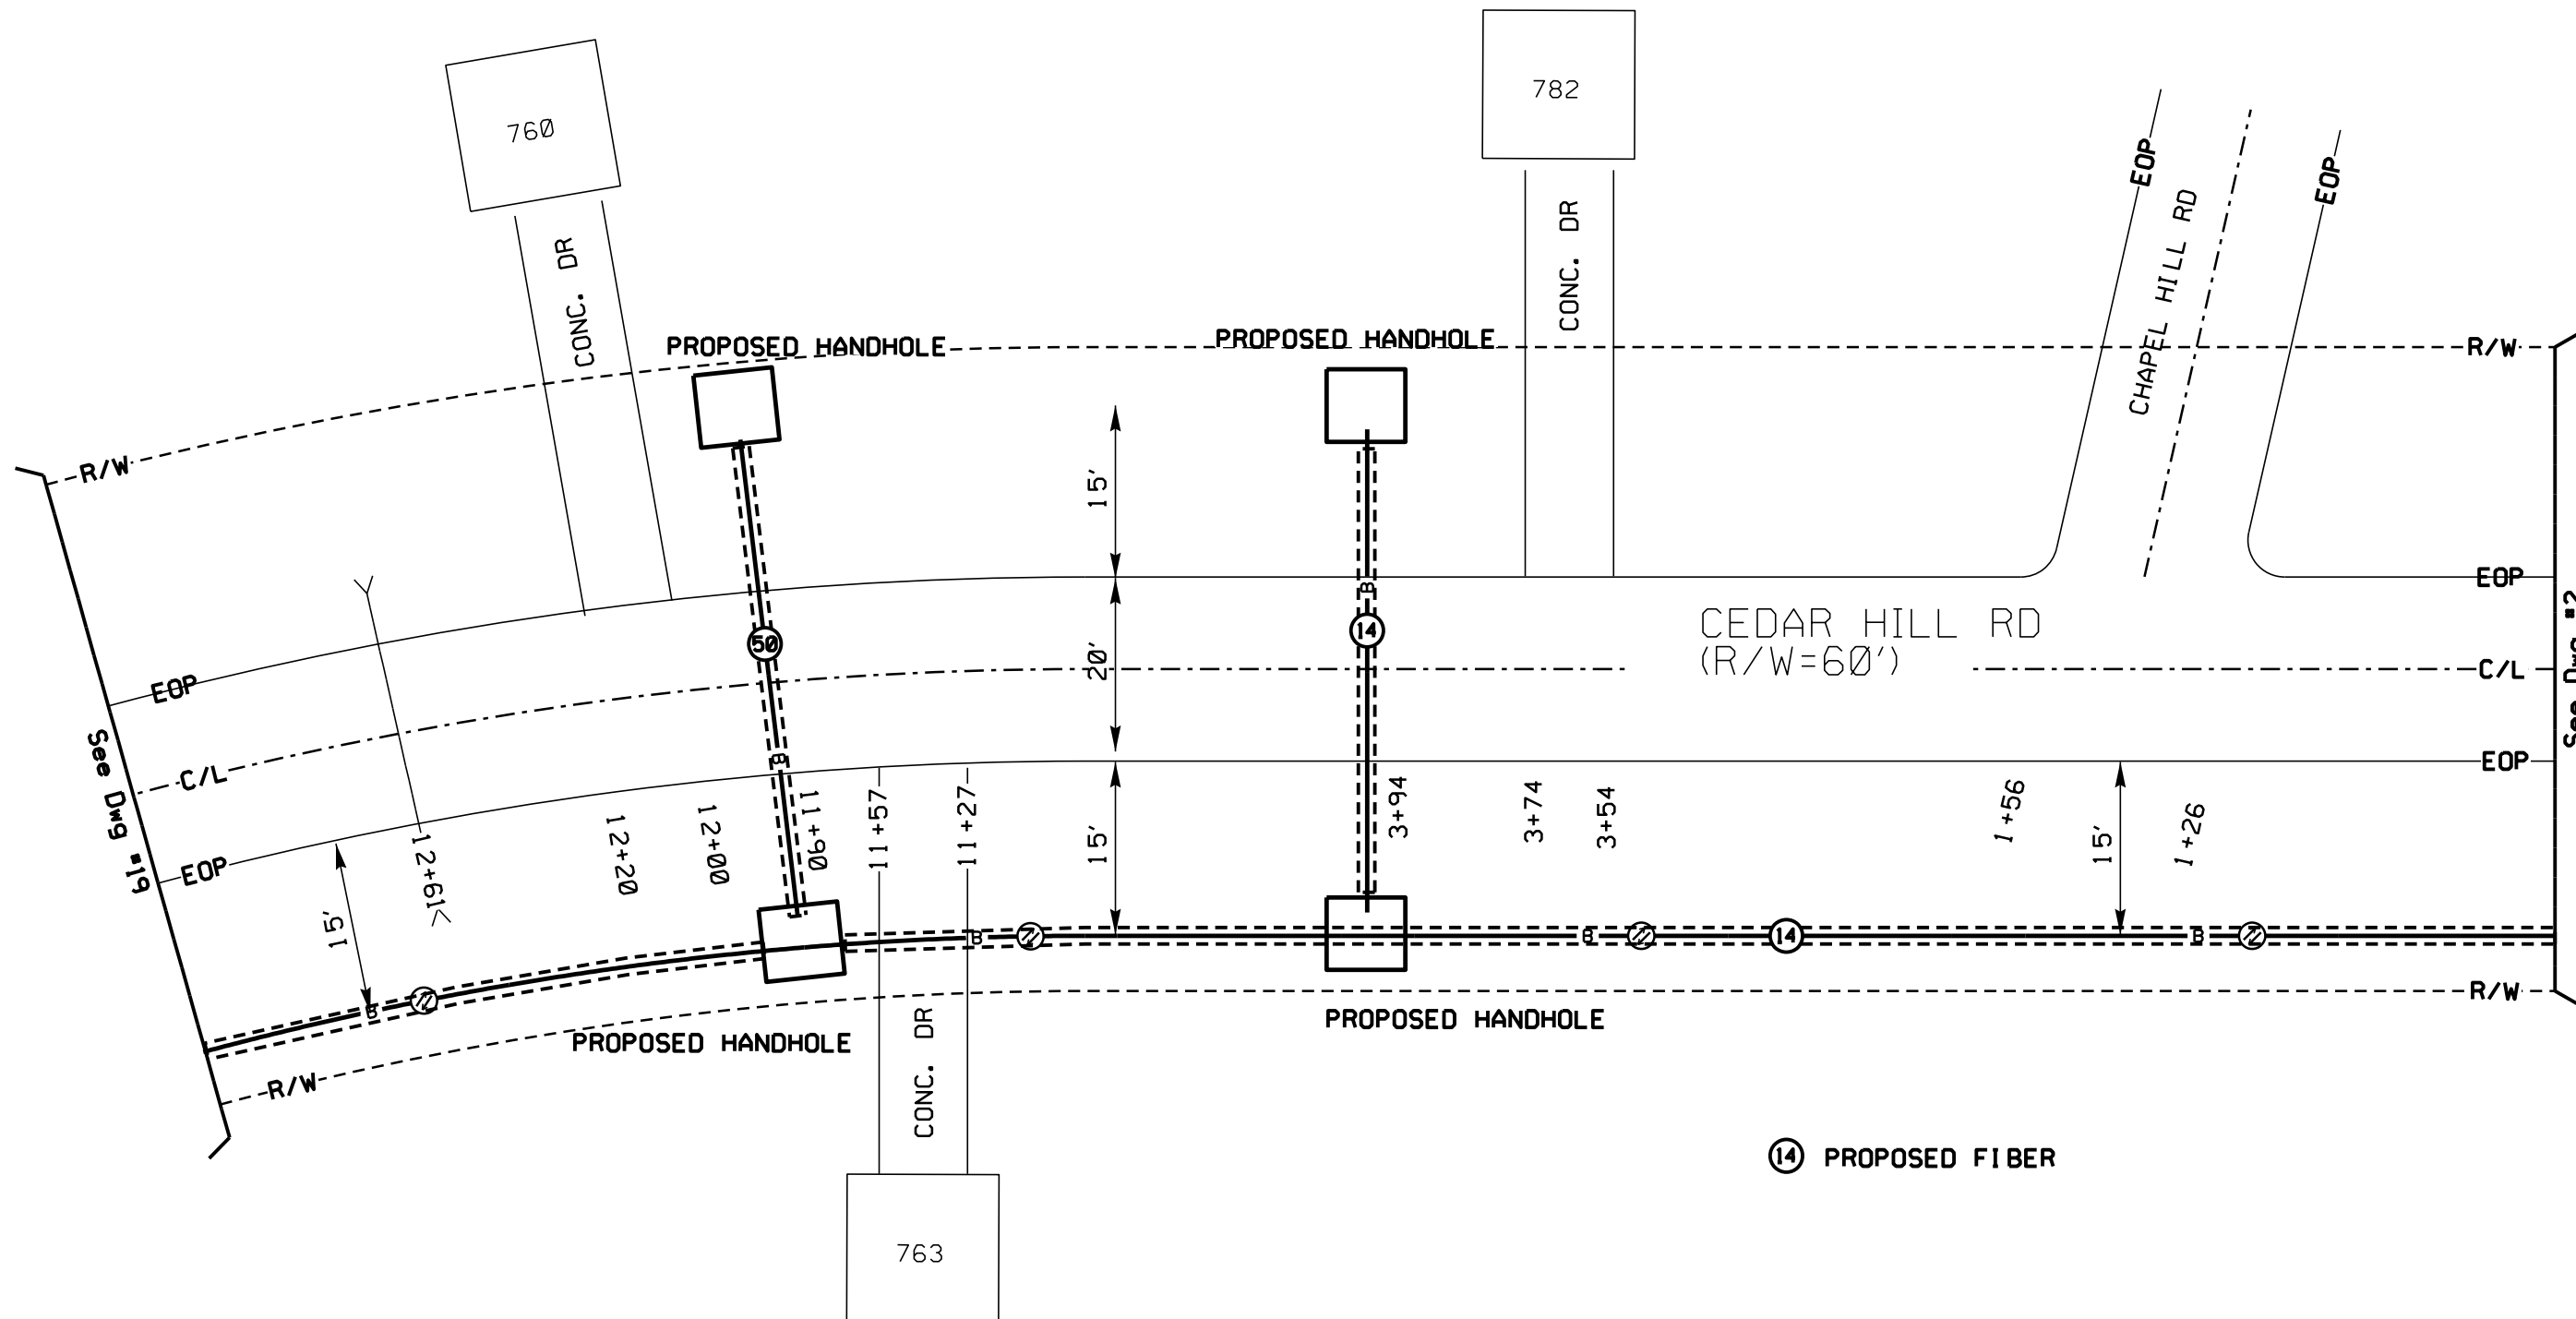 782
760
EOP
EOP
CHAPEL HILL RD
CONC. DR
CONC. DR
PROPOSED HANDHOLE
PROPOSED HANDHOLE
R/W
R/W
15'
EOP
EOP
B
50
14
20'
CEDAR HILL RD
(R/W=60')
C/L
C/L
See Dwg #19
EOP
EOP
B
12+61
12+20
12+00
11+90
11+57
11+27
15'
3+94
3+74
3+54
1+56
15'
1+26
15'
B
B
B
14
B
R/W
R/W
PROPOSED HANDHOLE
PROPOSED HANDHOLE
CONC. DR
14 PROPOSED FIBER
763